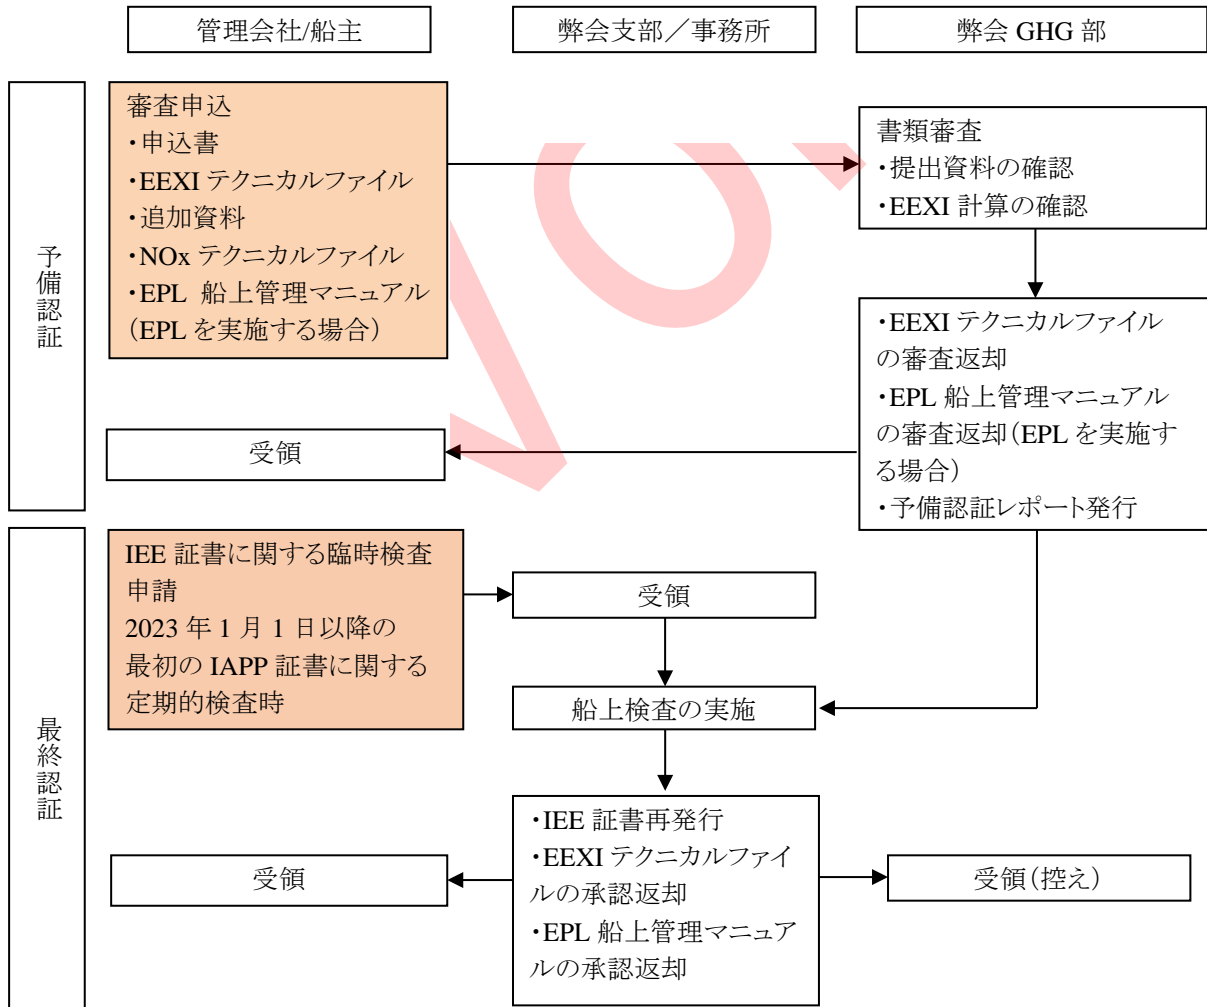 管理会社/船主
弊会支部／事務所
弊会 GHG 部
予備認証
審査申込
・申込書
・EEXI テクニカルファイル
・追加資料
・NOx テクニカルファイル
・EPL 船上管理マニュアル
（EPL を実施する場合）
書類審査
・提出資料の確認
・EEXI 計算の確認
・EEXI テクニカルファイル
の審査返却
・EPL 船上管理マニュアル
の審査返却（EPL を実施す
る場合）
・予備認証レポート発行
受領
最終認証
IEE 証書に関する臨時検査
申請
2023 年 1 月 1 日以降の
最初の IAPP 証書に関する
定期的検査時
受領
船上検査の実施
・IEE 証書再発行
・EEXI テクニカルファイ
ルの承認返却
・EPL 船上管理マニュア
ルの承認返却
受領
受領（控え）